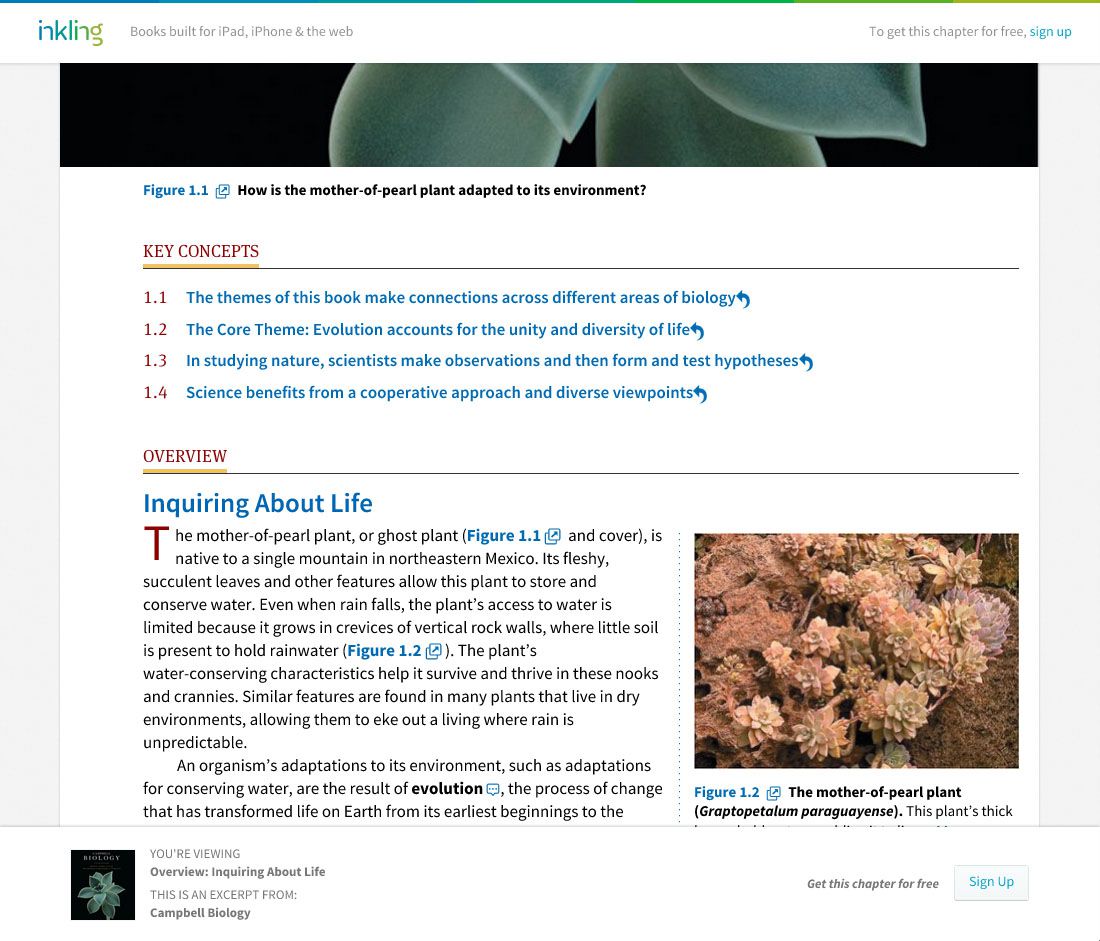 inkling Books built for iPad, iPhone & the web To get this chapter for free, sign up
Figure 1.1 How is the mother-of-pearl plant adapted to its environment?
KEY CONCEPTS
1.1 The themes of this book make connections across different areas of biology
1.2 The Core Theme: Evolution accounts for the unity and diversity of life
1.3 In studying nature, scientists make observations and then form and test hypotheses
1.4 Science benefits from a cooperative approach and diverse viewpoints
OVERVIEW
Inquiring About Life
The mother-of-pearl plant, or ghost plant (Figure 1.1 and cover), is
native to a single mountain in northeastern Mexico. Its fleshy,
succulent leaves and other features allow this plant to store and
conserve water. Even when rain falls, the plant's access to water is
limited because it grows in crevices of vertical rock walls, where little soil
is present to hold rainwater (Figure 1.2 ). The plant's
water-conserving characteristics help it survive and thrive in these nooks
and crannies. Similar features are found in many plants that live in dry
environments, allowing them to eke out a living where rain is
unpredictable.
An organism's adaptations to its environment, such as adaptations
for conserving water, are the result of evolution , the process of change
that has transformed life on Earth from its earliest beginnings to the
Figure 1.2 The mother-of-pearl plant
(Graptopetalum paraguayense). This plant's thick
BIOLOGY
YOU'RE VIEWING
Overview: Inquiring About Life
THIS IS AN EXCERPT FROM:
Campbell Biology
Get this chapter for free Sign Up